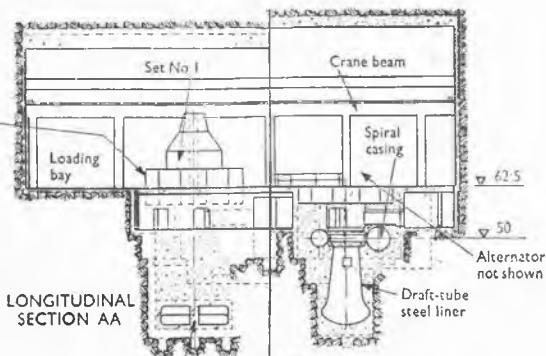 Set No 1
Crane beam
Loading
bay
Spiral
casing
62·5
50
Alternator
not shown
Draft-tube
steel liner
LONGITUDINAL
SECTION AA